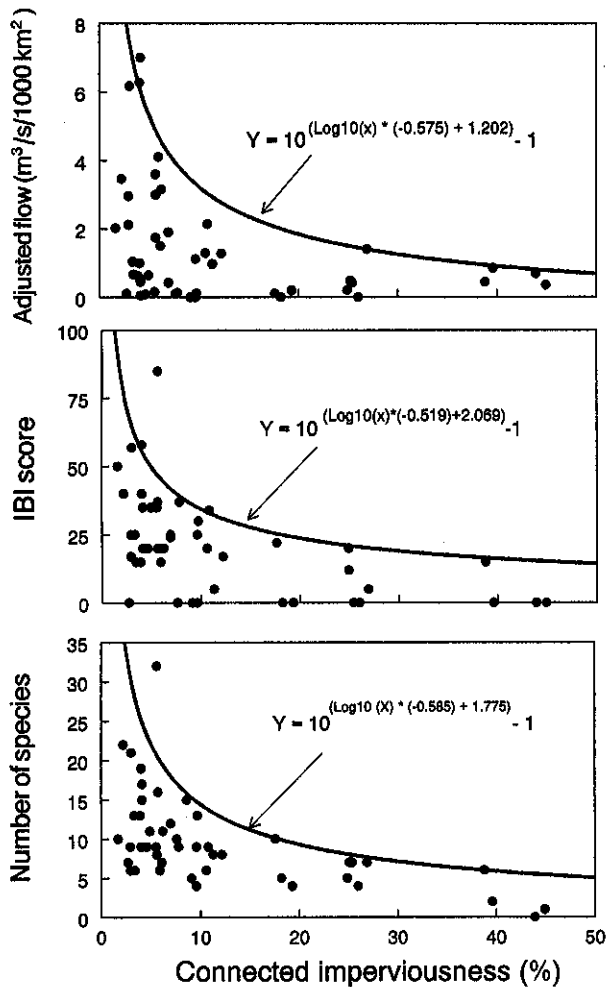 Adjusted flow (m³/s/1000 km²)
8
6
4
2
0
Y = 10^(Log10(x) * (-0.575) + 1.202) - 1
IBI score
100
75
50
25
0
Y = 10^(Log10(x)*(-0.519)+2.069) -1
Number of species
35
30
25
20
15
10
5
0
Y = 10^(Log10 (X) * (-0.585) + 1.775) - 1
0 10 20 30 40 50
Connected imperviousness (%)